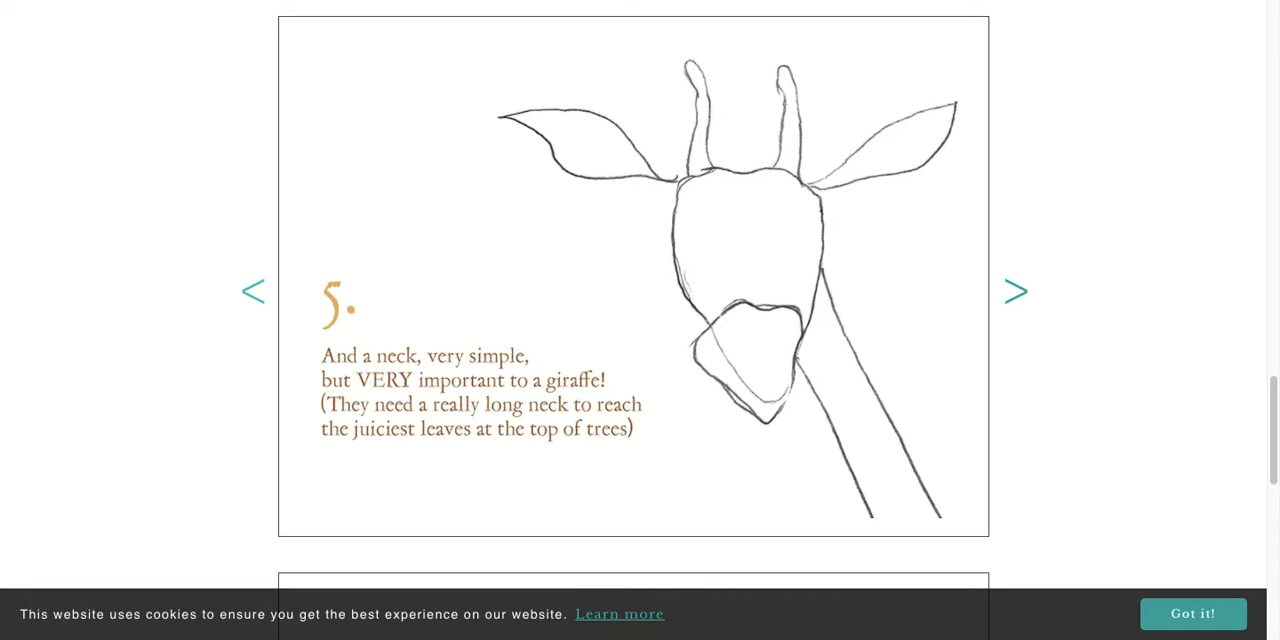 5.
And a neck, very simple,
but VERY important to a giraffe!
(They need a really long neck to reach
the juiciest leaves at the top of trees)
<
>
This website uses cookies to ensure you get the best experience on our website. Learn more
Got it!